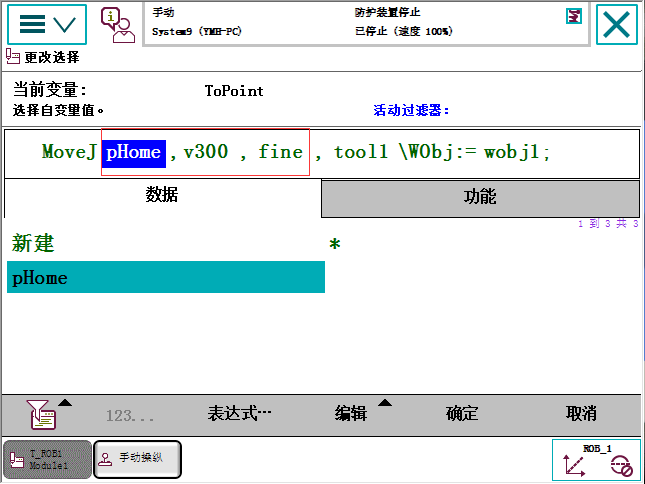 手动
System9 (YMH-PC)
防护装置停止
已停止 (速度 100%)
更改选择
当前变量: ToPoint
选择自变量值。 活动过滤器:
MoveJ pHome , v300 , fine , tool1 \WObj:= wobj1;
数据 功能
1 到 3 共 3
新建 *
pHome
123... 表达式… 编辑 确定 取消
T_ROB1
Module1
手动操纵
ROB_1